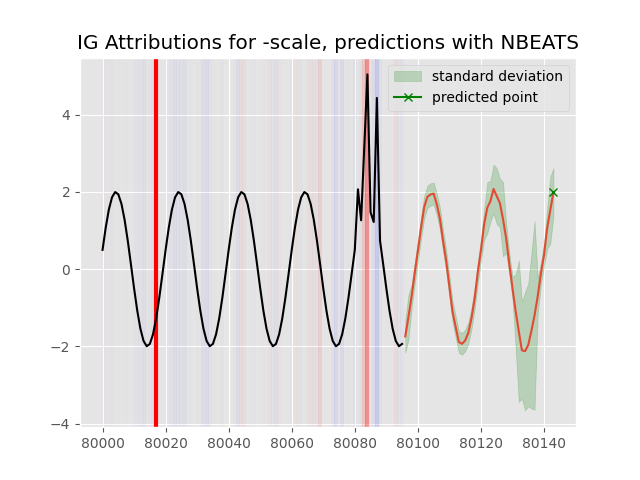 IG Attributions for -scale, predictions with NBEATS
standard deviation
predicted point
4
2
0
−2
−4
80000 80020 80040 80060 80080 80100 80120 80140